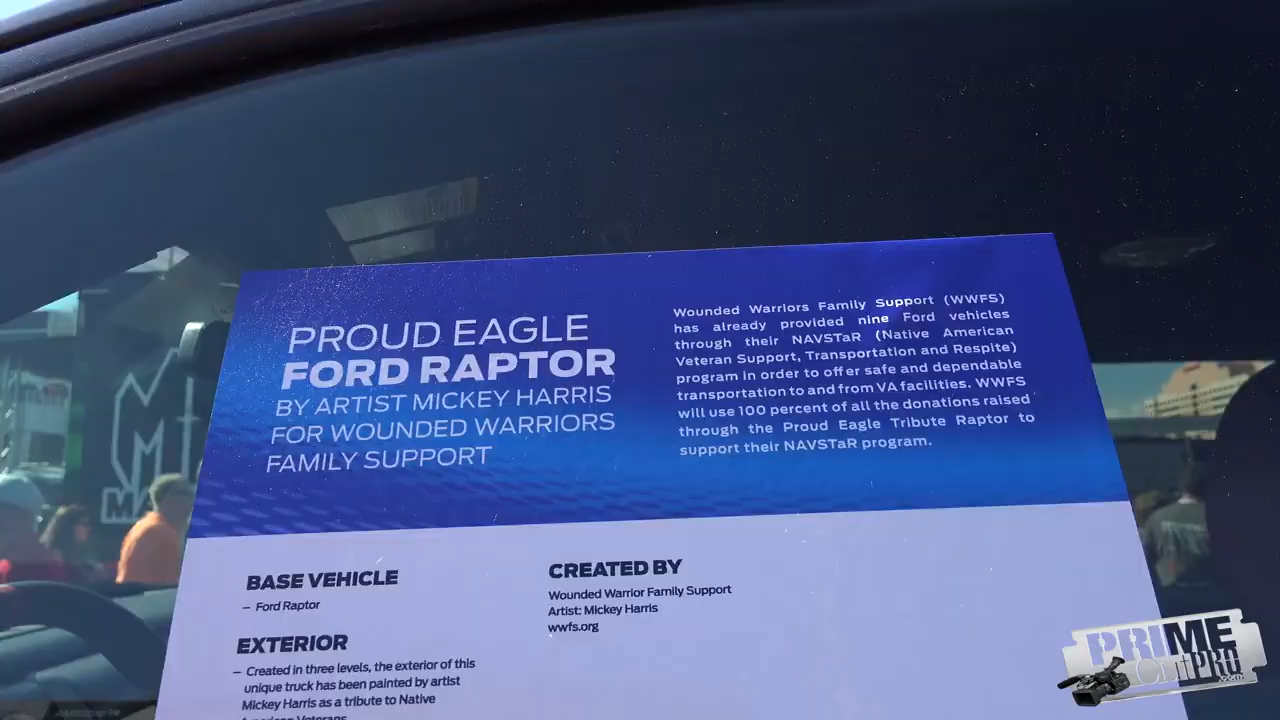 PROUD EAGLE
FORD RAPTOR
BY ARTIST MICKEY HARRIS
FOR WOUNDED WARRIORS
FAMILY SUPPORT
Wounded Warriors Family Support (WWFS)
has already provided nine Ford vehicles
through their NAVSTaR (Native American
Veteran Support, Transportation and Respite)
program in order to offer safe and dependable
transportation to and from VA facilities. WWFS
will use 100 percent of all the donations raised
through the Proud Eagle Tribute Raptor to
support their NAVSTaR program.
BASE VEHICLE
– Ford Raptor
EXTERIOR
– Created in three levels, the exterior of this
unique truck has been painted by artist
Mickey Harris as a tribute to Native
American Veterans
CREATED BY
Wounded Warrior Family Support
Artist: Mickey Harris
wwfs.org
PRIME
CUTPRO
.com